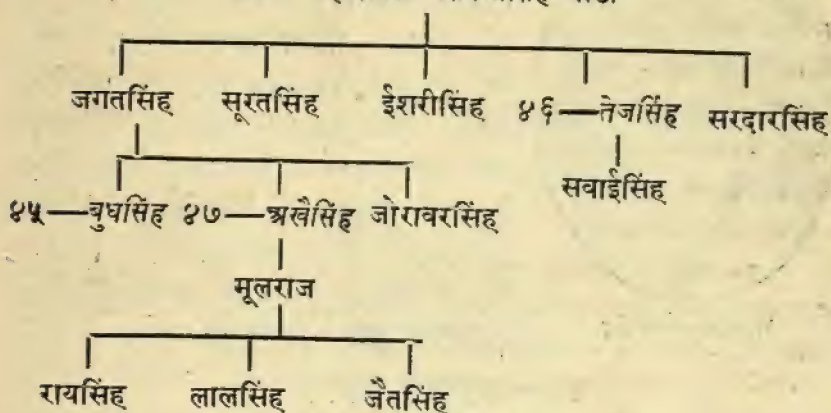 जगतसिंह सूरतसिंह ईशरीसिंह ४६—तेजसिंह सरदारसिंह
सवाईसिंह
४५—बुधसिंह ४७—अखैसिंह जोरावरसिंह
मूलराज
रायसिंह लालसिंह जैतसिंह